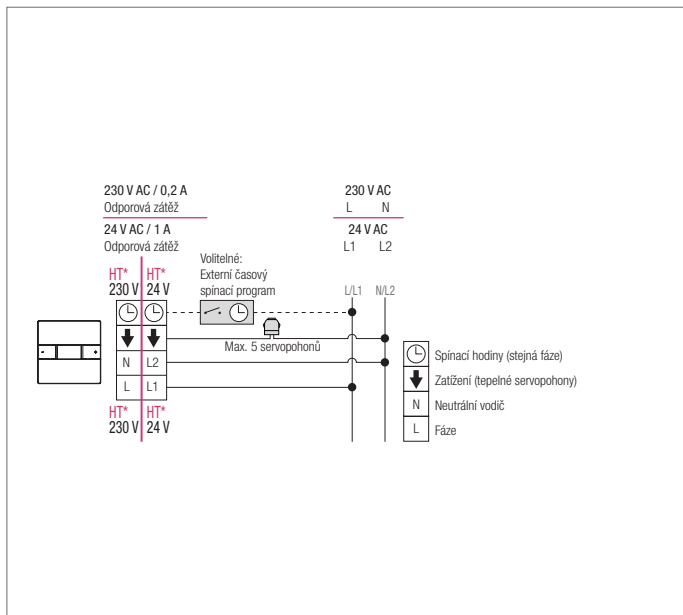 230 V AC / 0,2 A
Odporová zátěž
24 V AC / 1 A
Odporová zátěž
230 V AC
L N
24 V AC
L1 L2
HT* HT*
230 V 24 V
Volitelné:
Externí časový
spínací program
L/L1 N/L2
Max. 5 servopohonů
N L2
L L1
HT* HT*
230 V 24 V
Spínací hodiny (stejná fáze)
Zatížení (tepelné servopohony)
N Neutrální vodič
L Fáze